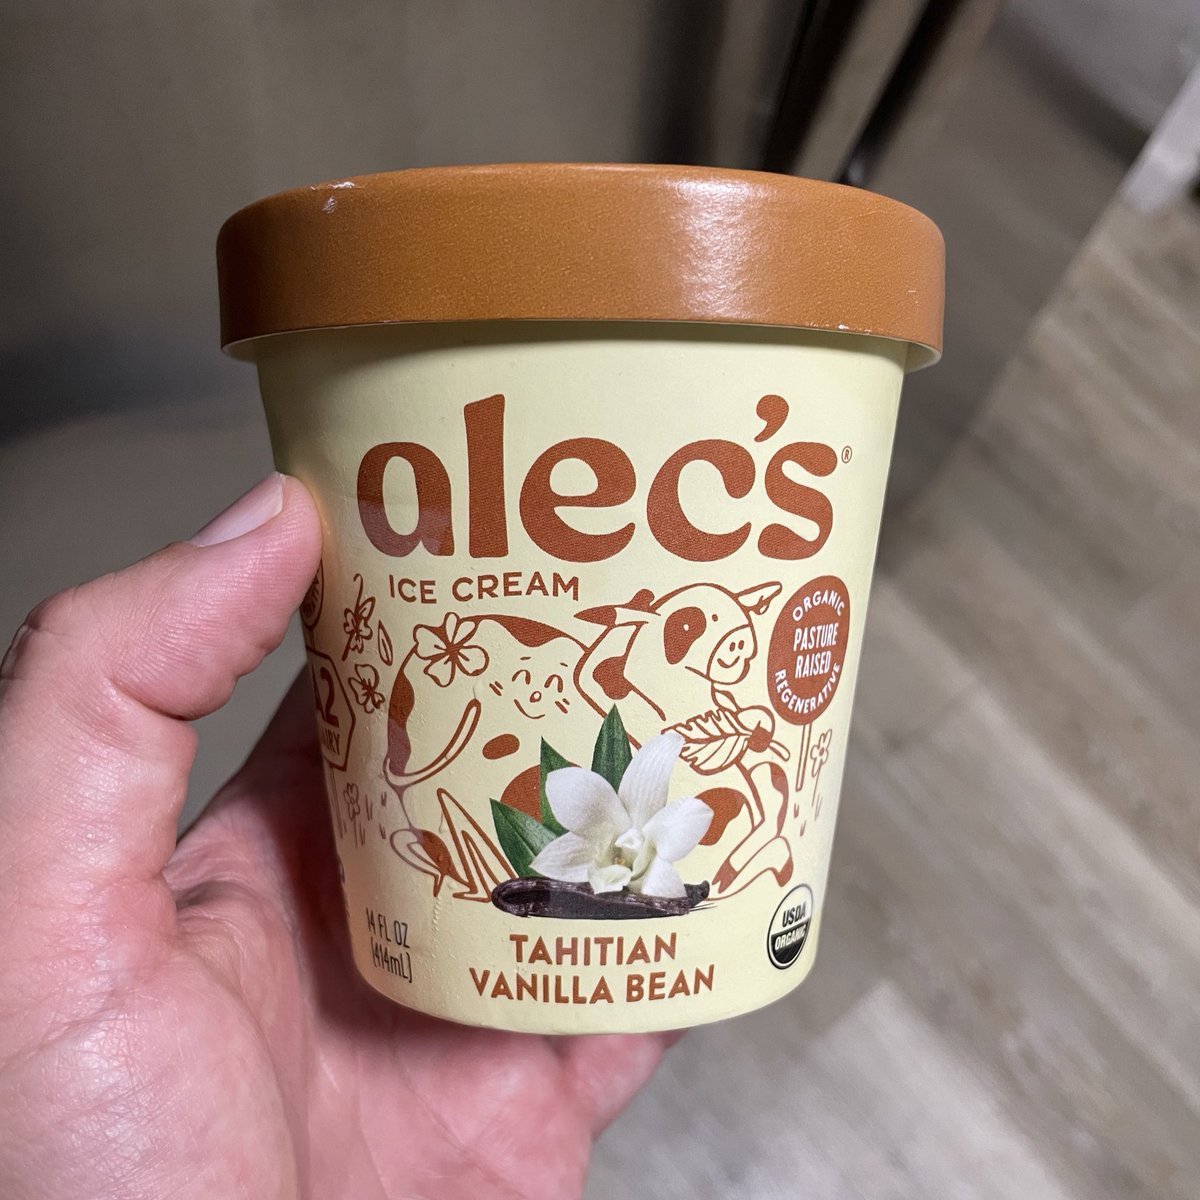 alec's®
ICE CREAM
ORGANIC
PASTURE
RAISED
REGENERATIVE
14 FL OZ
(414mL)
USDA
ORGANIC
TAHITIAN
VANILLA BEAN